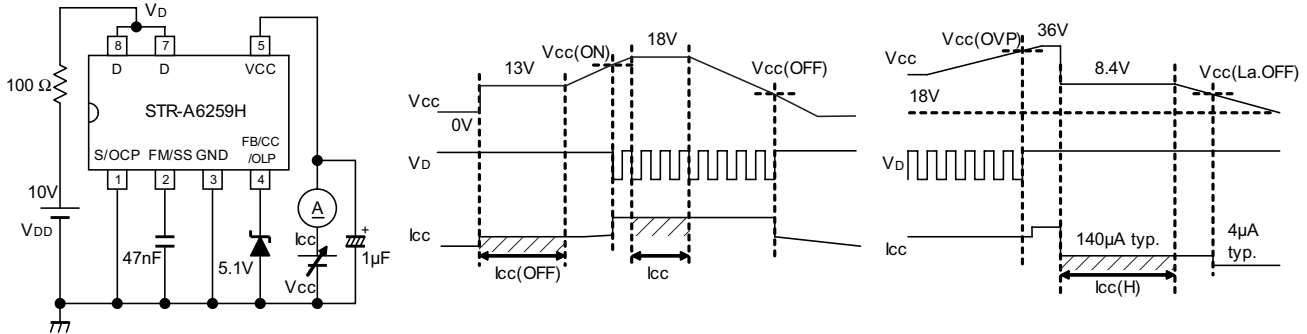 VD
8
7
5
D
D
VCC
100 Ω
STR-A6259H
S/OCP
FM/SS
GND
FB/CC
/OLP
1
2
3
4
10V
VDD
47nF
5.1V
A
Icc
Vcc
+
1µF
Vcc
0V
13V
Vcc(ON)
18V
Vcc(OFF)
VD
Icc
Icc(OFF)
Icc
Vcc
18V
Vcc(OVP)
36V
8.4V
Vcc(La.OFF)
VD
Icc
140µA typ.
4µA
typ.
Icc(H)